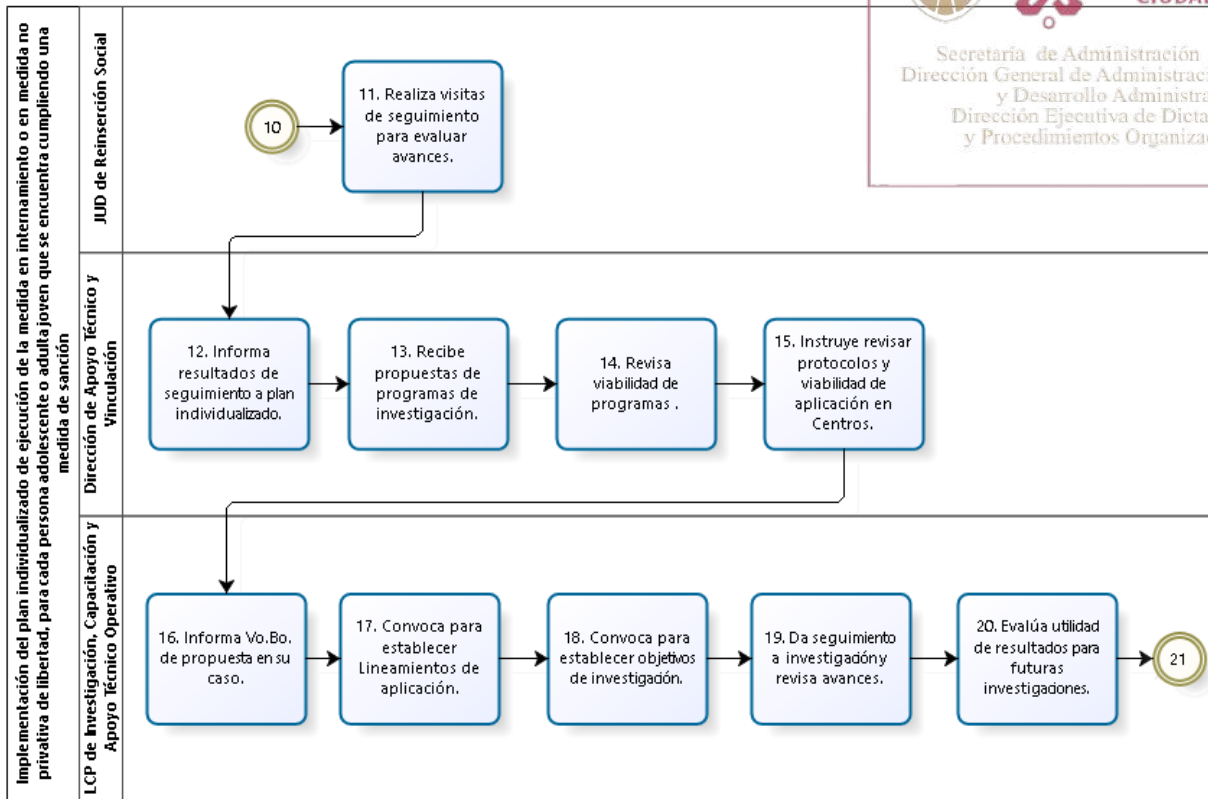 Secretaría de Administración
Dirección General de
y Desarrollo
Dirección Ejecutiva de
y Procedimientos
Implementación del plan individualizado de ejecución de la medida en internamiento o en medida no
privativa de libertad, para cada persona adolescente o adulta joven que se encuentra cumpliendo una
medida de sanción
JUD de Reinserción Social
10
11. Realiza visitas
de seguimiento
para evaluar
avances.
Dirección de Apoyo Técnico y
Vinculación
12. Informa
resultados de
seguimiento a plan
individualizado.
13. Recibe
propuestas de
programas de
investigación.
14. Revisa
viabilidad de
programas .
15. Instruye revisar
protocolos y
viabilidad de
aplicación en
Centros.
LCP de Investigación, Capacitación y
Apoyo Técnico Operativo
16. Informa Vo.Bo.
de propuesta en su
caso.
17. Convoca para
establecer
Lineamientos de
aplicación.
18. Convoca para
establecer objetivos
de investigación.
19. Da seguimiento
a investigación y
revisa avances.
20. Evalúa utilidad
de resultados para
futuras
investigaciones.
21